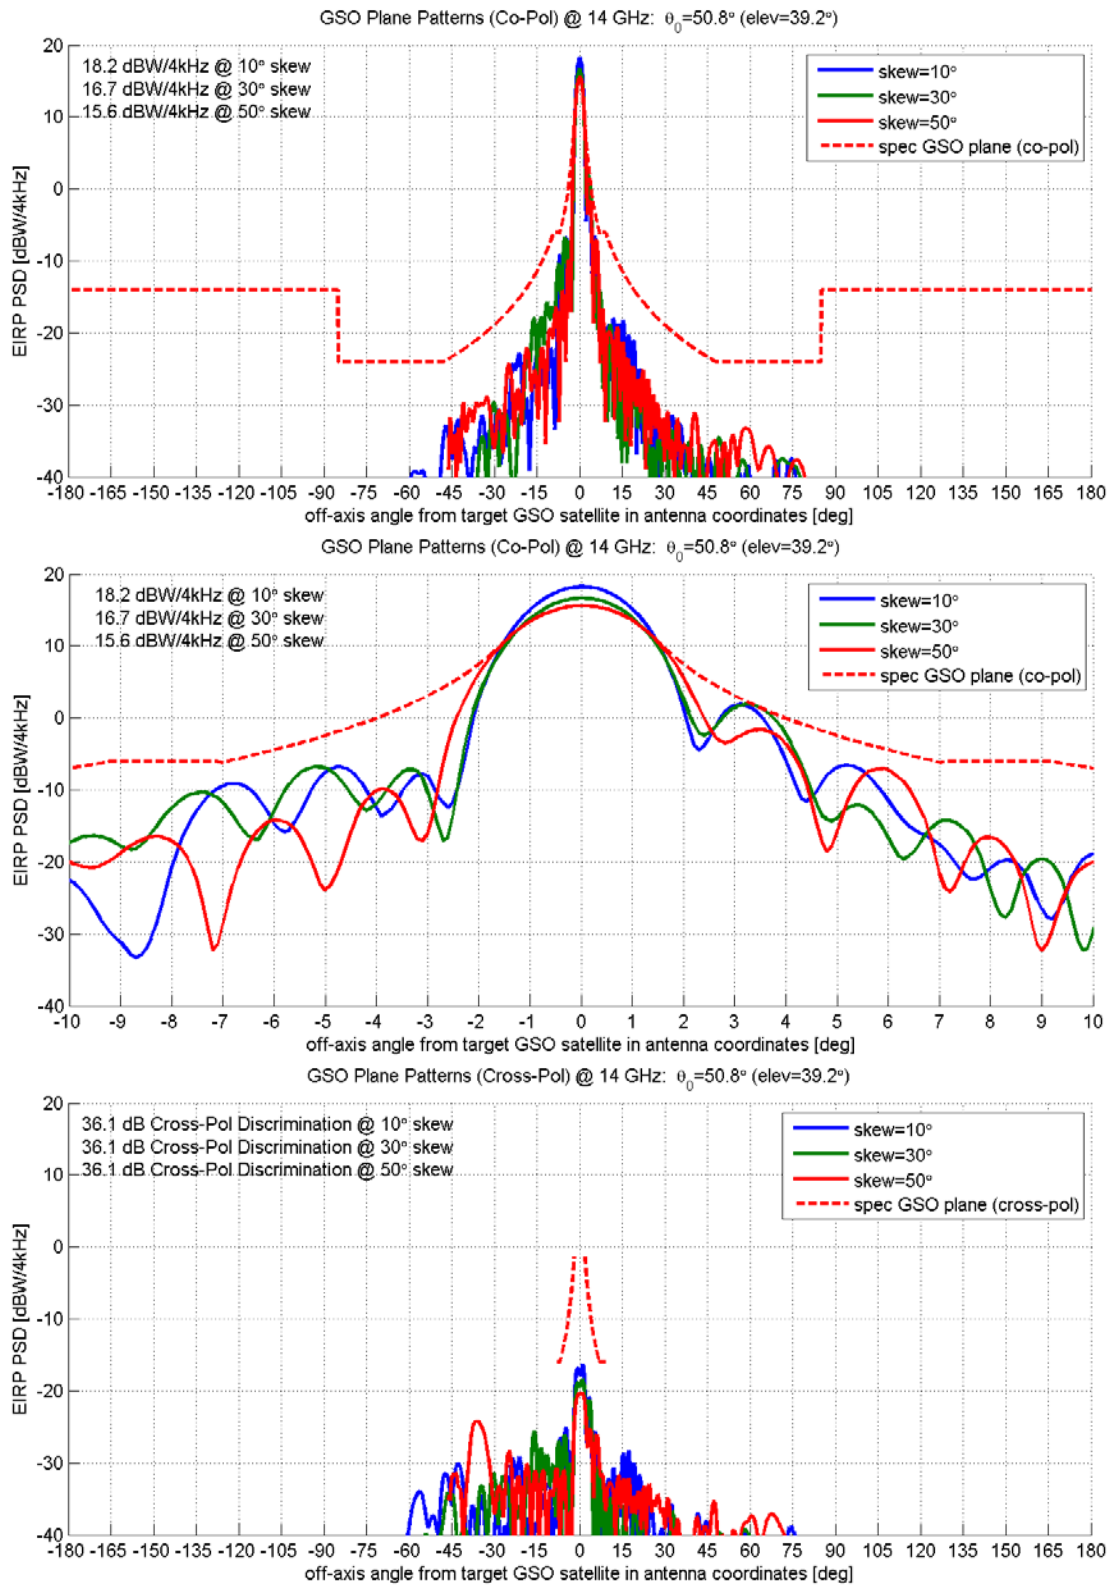 GSO Plane Patterns (Co-Pol) @ 14 GHz: θ0=50.8° (elev=39.2°)
18.2 dBW/4kHz @ 10° skew
16.7 dBW/4kHz @ 30° skew
15.6 dBW/4kHz @ 50° skew
skew=10°
skew=30°
skew=50°
spec GSO plane (co-pol)
EIRP PSD [dBW/4kHz]
20
10
0
-10
-20
-30
-40
-180 -165 -150 -135 -120 -105 -90 -75 -60 -45 -30 -15 0 15 30 45 60 75 90 105 120 135 150 165 180
off-axis angle from target GSO satellite in antenna coordinates [deg]
GSO Plane Patterns (Co-Pol) @ 14 GHz: θ0=50.8° (elev=39.2°)
18.2 dBW/4kHz @ 10° skew
16.7 dBW/4kHz @ 30° skew
15.6 dBW/4kHz @ 50° skew
skew=10°
skew=30°
skew=50°
spec GSO plane (co-pol)
EIRP PSD [dBW/4kHz]
20
10
0
-10
-20
-30
-40
-10 -9 -8 -7 -6 -5 -4 -3 -2 -1 0 1 2 3 4 5 6 7 8 9 10
off-axis angle from target GSO satellite in antenna coordinates [deg]
GSO Plane Patterns (Cross-Pol) @ 14 GHz: θ0=50.8° (elev=39.2°)
36.1 dB Cross-Pol Discrimination @ 10° skew
36.1 dB Cross-Pol Discrimination @ 30° skew
36.1 dB Cross-Pol Discrimination @ 50° skew
skew=10°
skew=30°
skew=50°
spec GSO plane (cross-pol)
EIRP PSD [dBW/4kHz]
20
10
0
-10
-20
-30
-40
-180 -165 -150 -135 -120 -105 -90 -75 -60 -45 -30 -15 0 15 30 45 60 75 90 105 120 135 150 165 180
off-axis angle from target GSO satellite in antenna coordinates [deg]